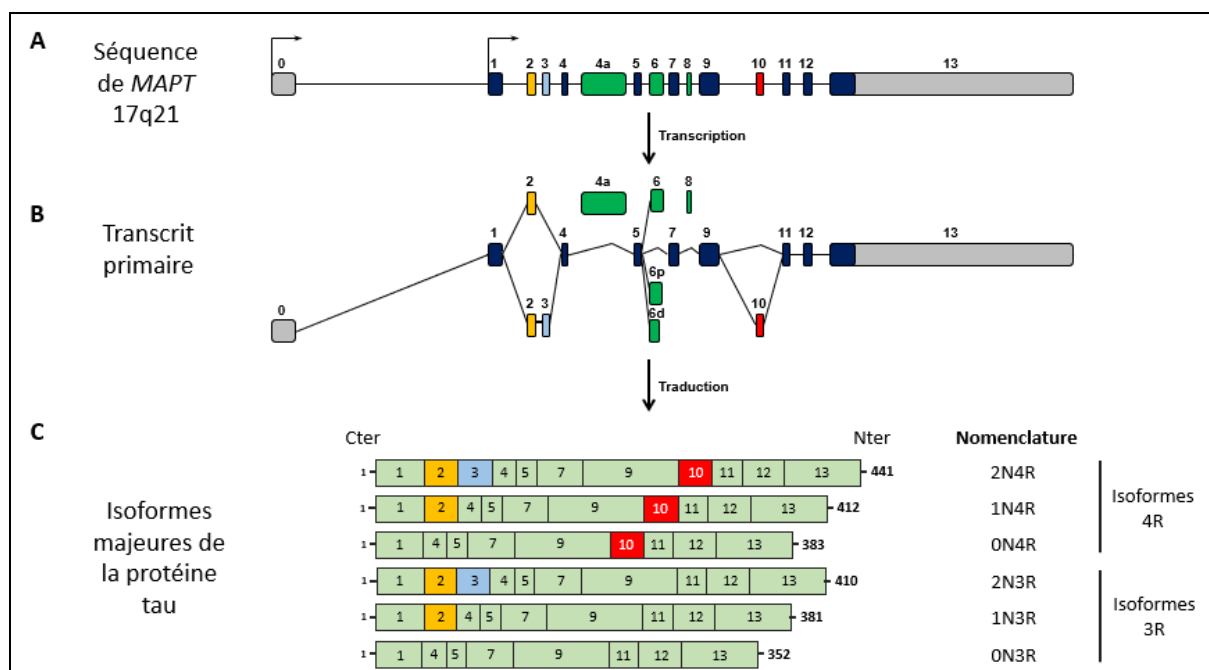 A
Séquence
de MAPT
17q21
0 1 2 3 4 4a 5 6 7 8 9 10 11 12 13
Transcription
B
Transcrit
primaire
2 4a 6 8
1 4 5 7 9 11 12 13
0 2 3 6p 6d 10
Traduction
C
Cter Nter Nomenclature
Isoformes
majeures de
la protéine
tau
1 1 2 3 4 5 7 9 10 11 12 13 441 2N4R
1 1 2 4 5 7 9 10 11 12 13 412 1N4R
1 1 4 5 7 9 10 11 12 13 383 0N4R
Isoformes
4R
1 1 2 3 4 5 7 9 11 12 13 410 2N3R
1 1 2 4 5 7 9 11 12 13 381 1N3R
1 1 4 5 7 9 11 12 13 352 0N3R
Isoformes
3R